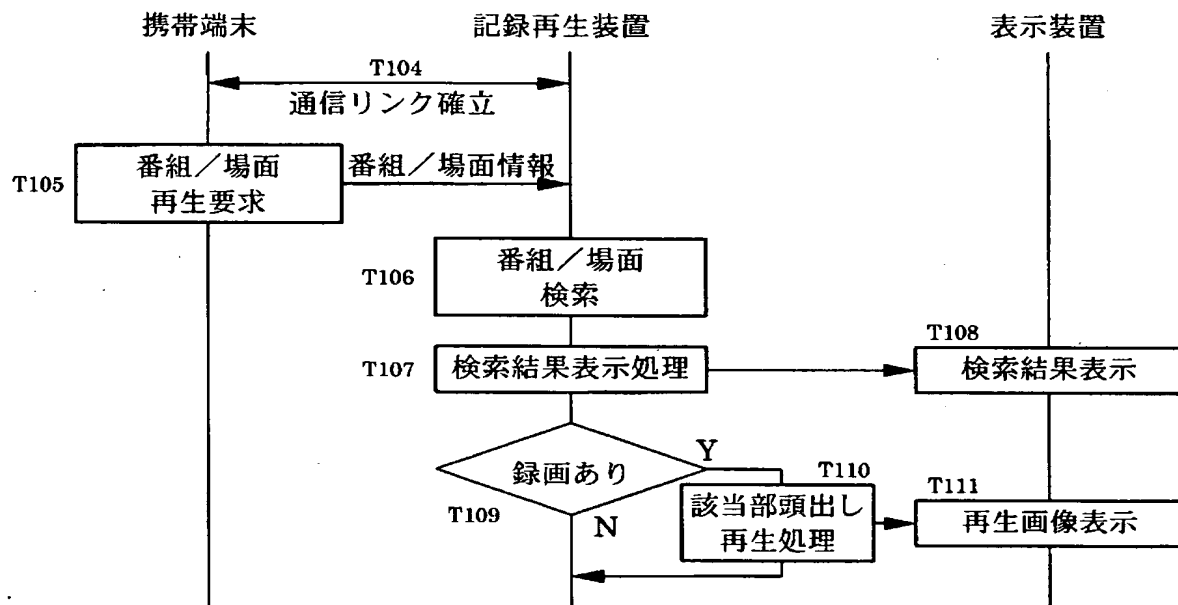 携帯端末
記録再生装置
表示装置
T104
通信リンク確立
T105
番組／場面
再生要求
番組／場面情報
T106
番組／場面
検索
T107
検索結果表示処理
T108
検索結果表示
録画あり
Y
T109
N
T110
該当部頭出し
再生処理
T111
再生画像表示